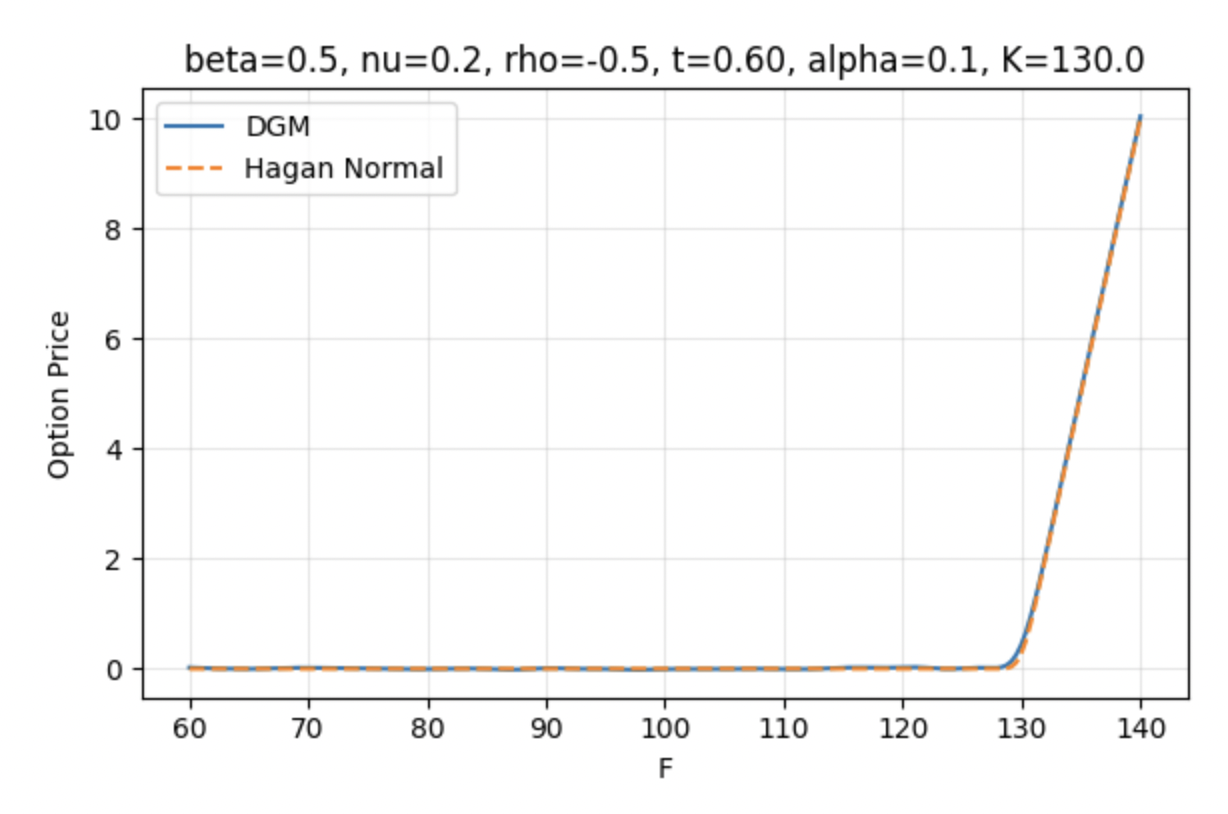 beta=0.5, nu=0.2, rho=-0.5, t=0.60, alpha=0.1, K=130.0
DGM
Hagan Normal
Option Price
10
8
6
4
2
0
60 70 80 90 100 110 120 130 140
F